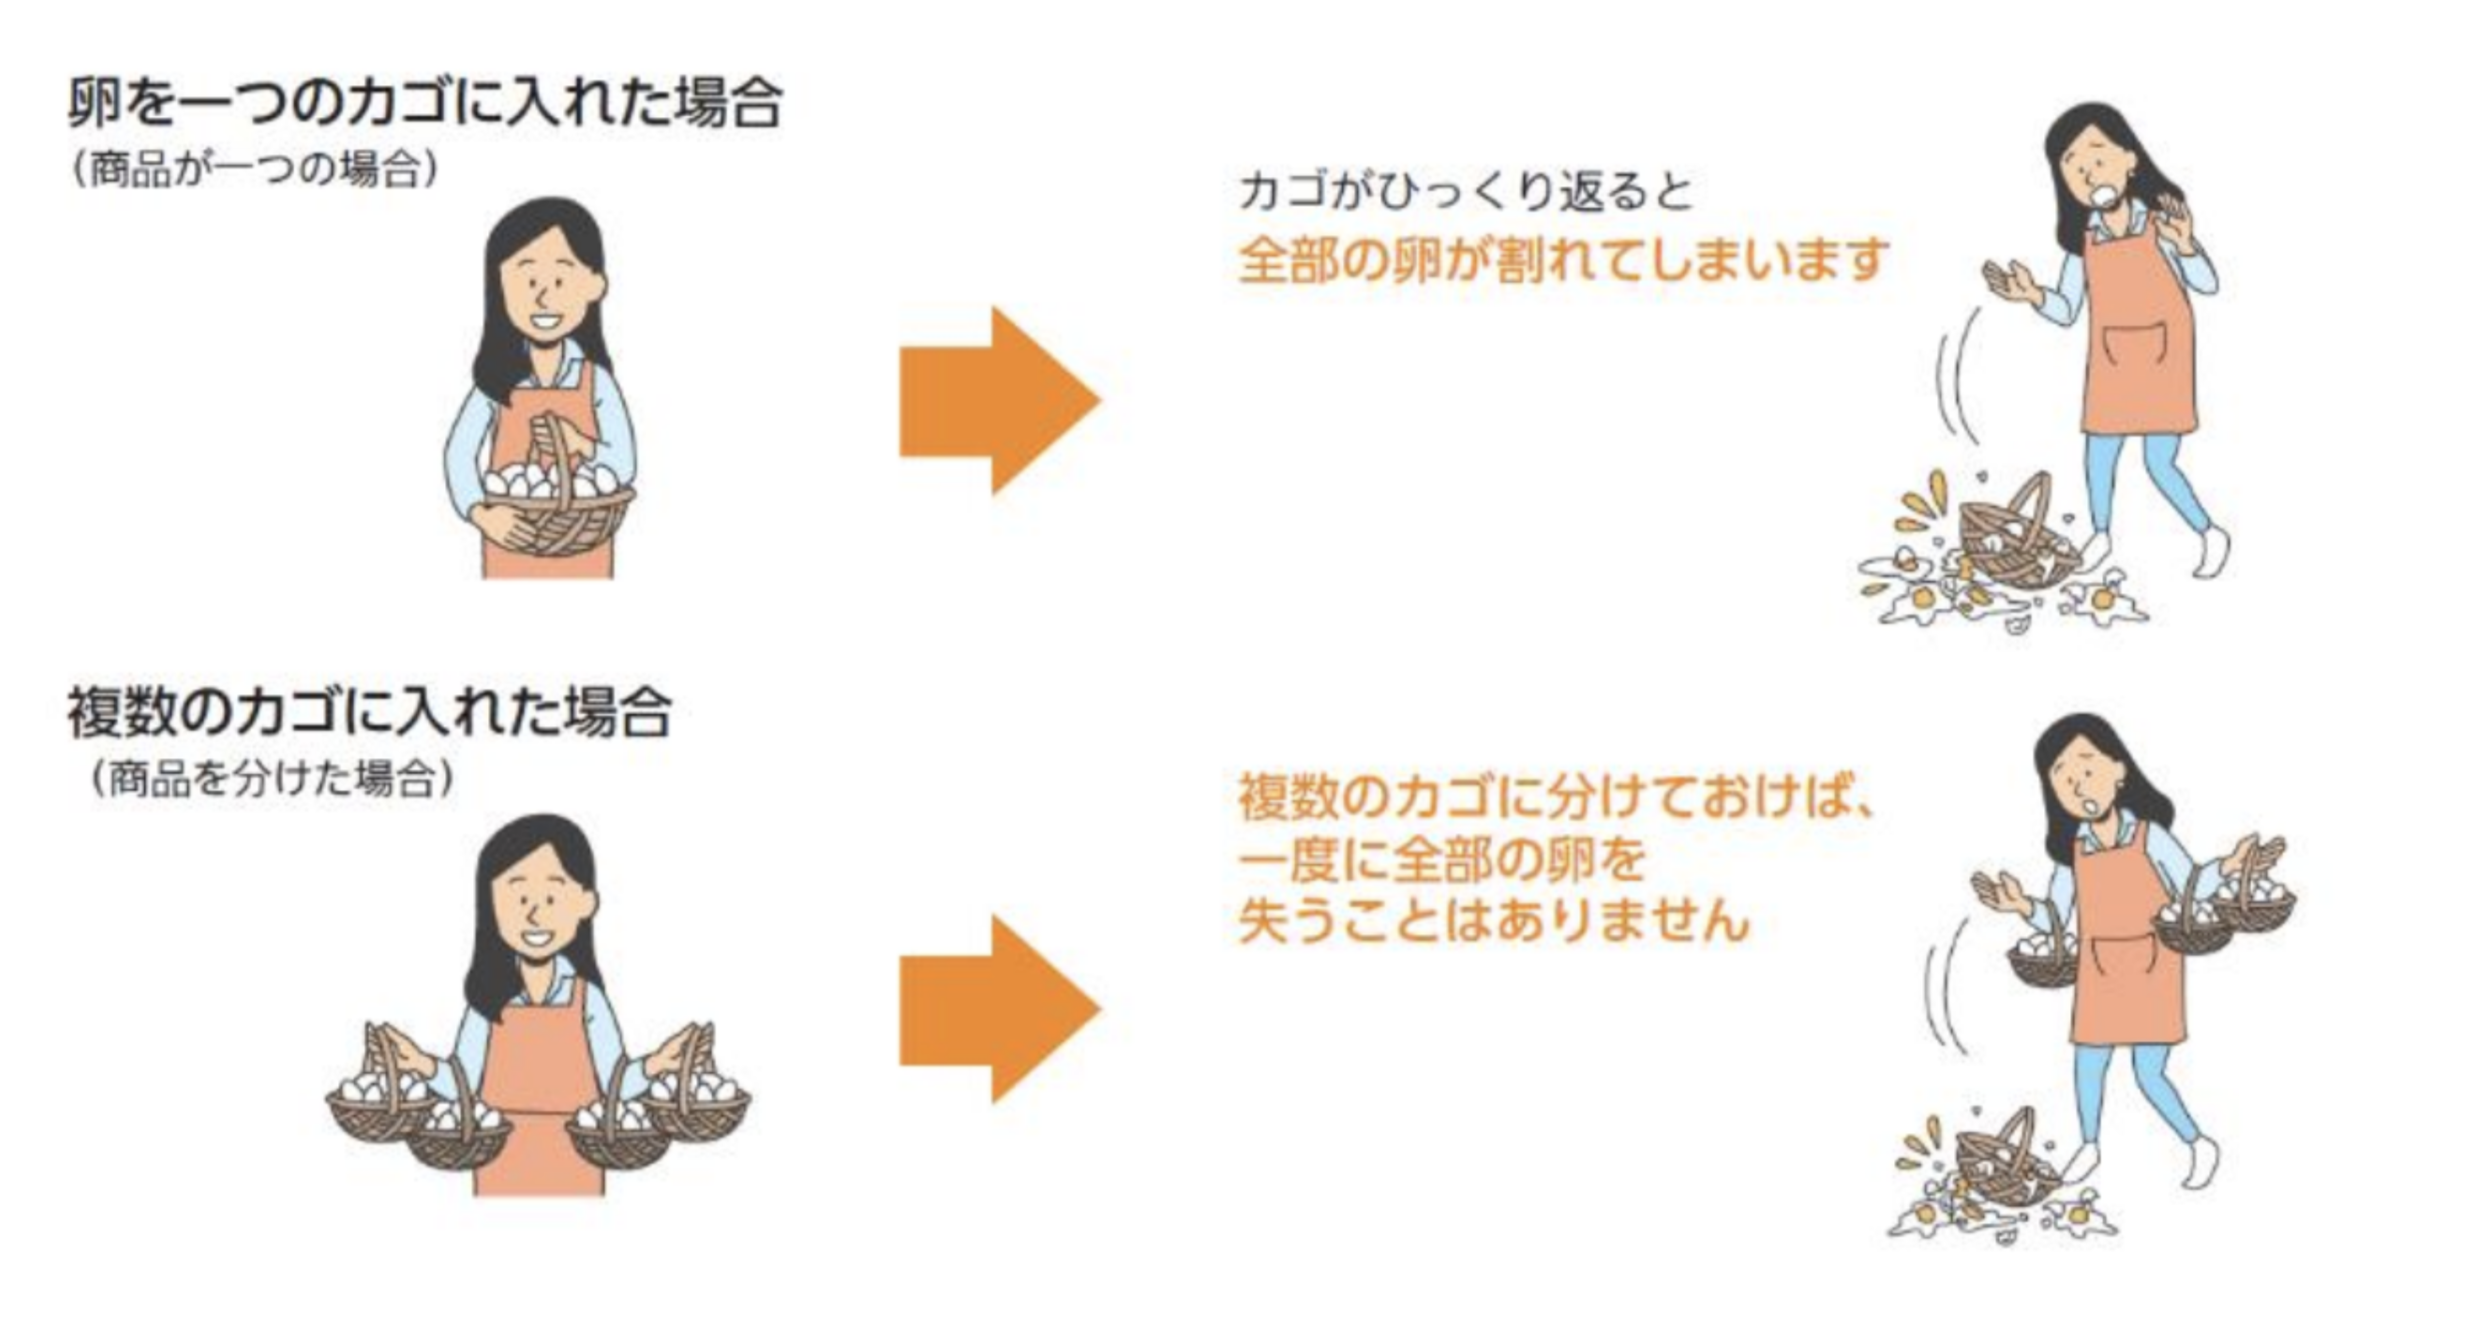 卵を一つのカゴに入れた場合
（商品が一つの場合）
カゴがひっくり返ると
全部の卵が割れてしまいます
複数のカゴに入れた場合
（商品を分けた場合）
複数のカゴに分けておけば、
一度に全部の卵を
失うことはありません